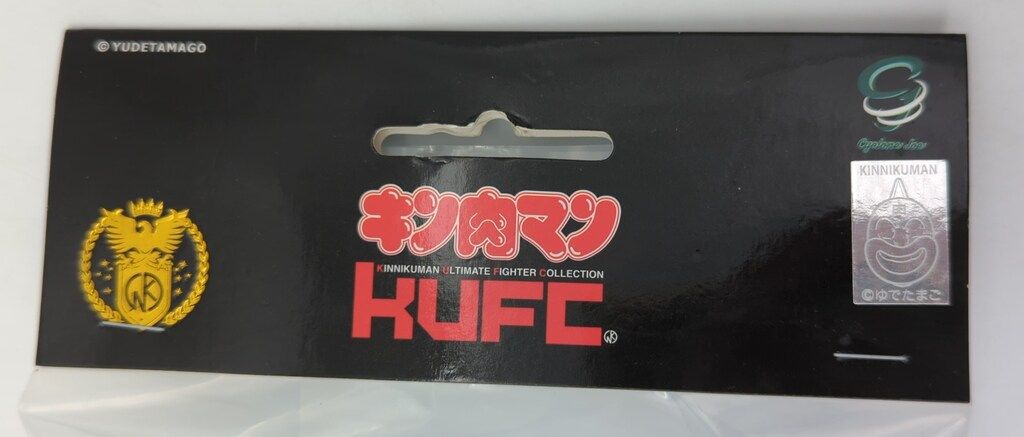 © YUDETAMAGO
Cyclone Joe
KINNIKUMAN
©ゆでたまご
キン肉マン
KINNIKUMAN ULTIMATE FIGHTER COLLECTION
KUFC